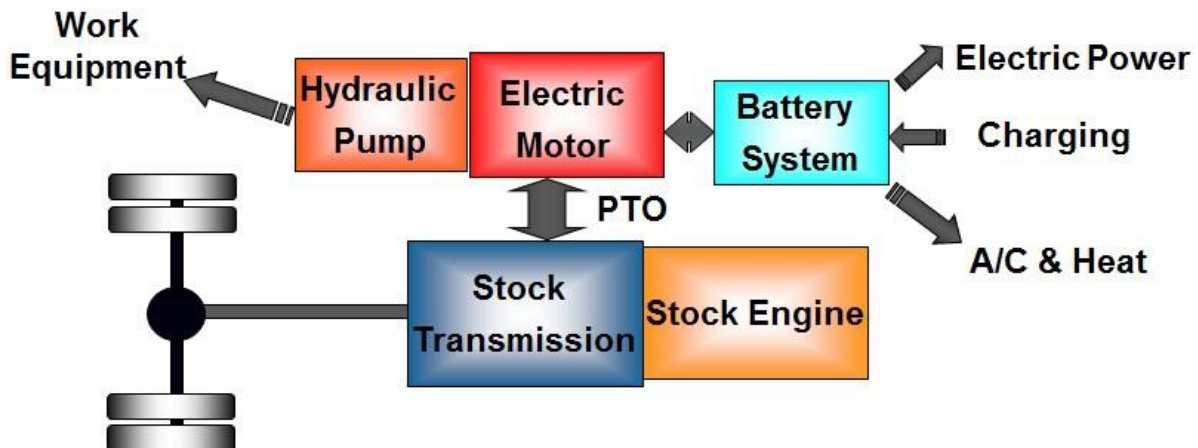 Work
Equipment
Hydraulic
Pump
Electric
Motor
Battery
System
Electric Power
Charging
A/C & Heat
PTO
Stock
Transmission
Stock Engine